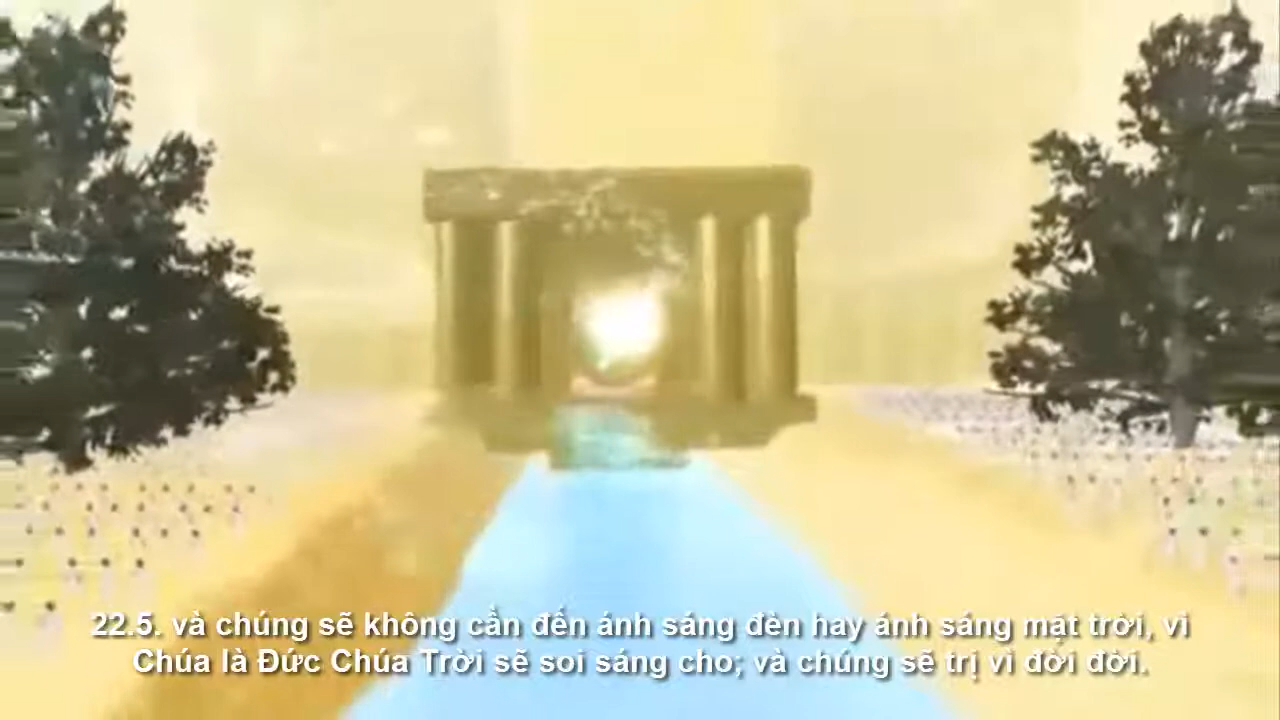 22.5. và chúng sẽ không cần đến ánh sáng đèn hay ánh sáng mặt trời, vì
Chúa là Đức Chúa Trời sẽ soi sáng cho; và chúng sẽ trị vì đời đời.